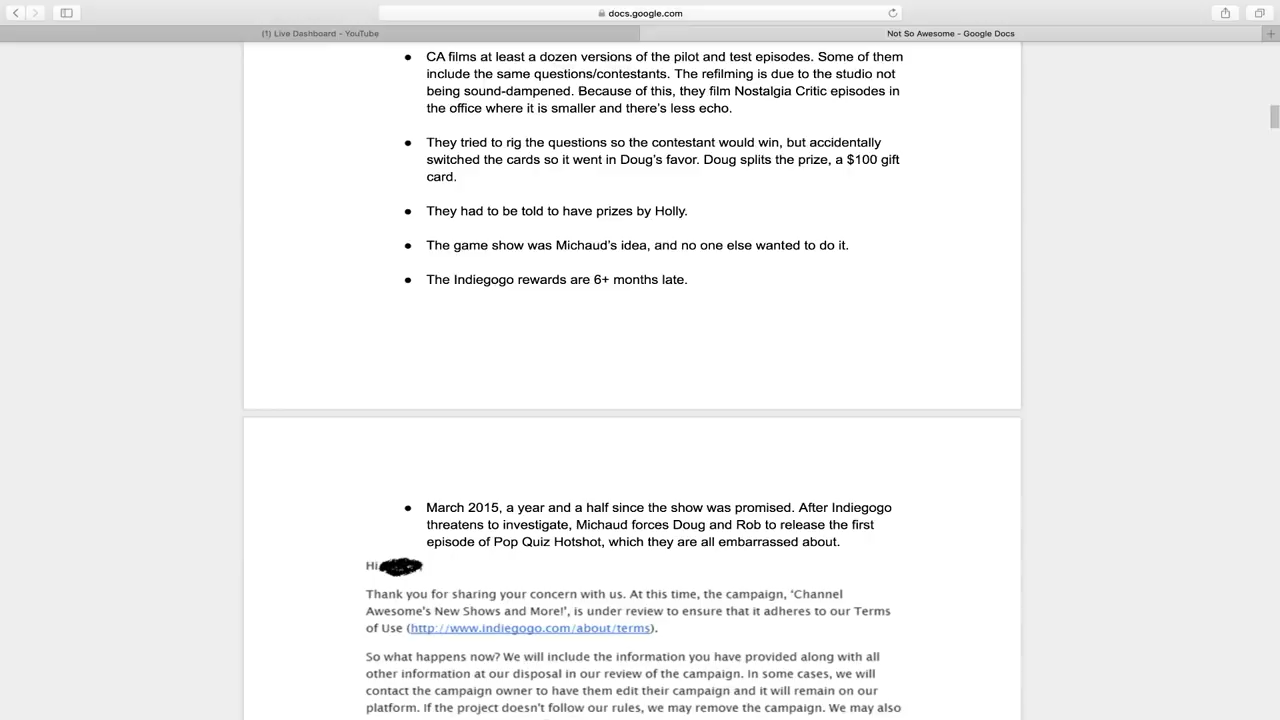 docs.google.com
(1) Live Dashboard - YouTube
Not So Awesome - Google Docs
● CA films at least a dozen versions of the pilot and test episodes. Some of them
include the same questions/contestants. The refilming is due to the studio not
being sound-dampened. Because of this, they film Nostalgia Critic episodes in
the office where it is smaller and there's less echo.
● They tried to rig the questions so the contestant would win, but accidentally
switched the cards so it went in Doug's favor. Doug splits the prize, a $100 gift
card.
● They had to be told to have prizes by Holly.
● The game show was Michaud's idea, and no one else wanted to do it.
● The Indiegogo rewards are 6+ months late.
● March 2015, a year and a half since the show was promised. After Indiegogo
threatens to investigate, Michaud forces Doug and Rob to release the first
episode of Pop Quiz Hotshot, which they are all embarrassed about.
Hi
Thank you for sharing your concern with us. At this time, the campaign, 'Channel
Awesome's New Shows and More!', is under review to ensure that it adheres to our Terms
of Use (http://www.indiegogo.com/about/terms).
So what happens now? We will include the information you have provided along with all
other information at our disposal in our review of the campaign. In some cases, we will
contact the campaign owner to have them edit their campaign and it will remain on our
platform. If the project doesn't follow our rules, we may remove the campaign. We may also